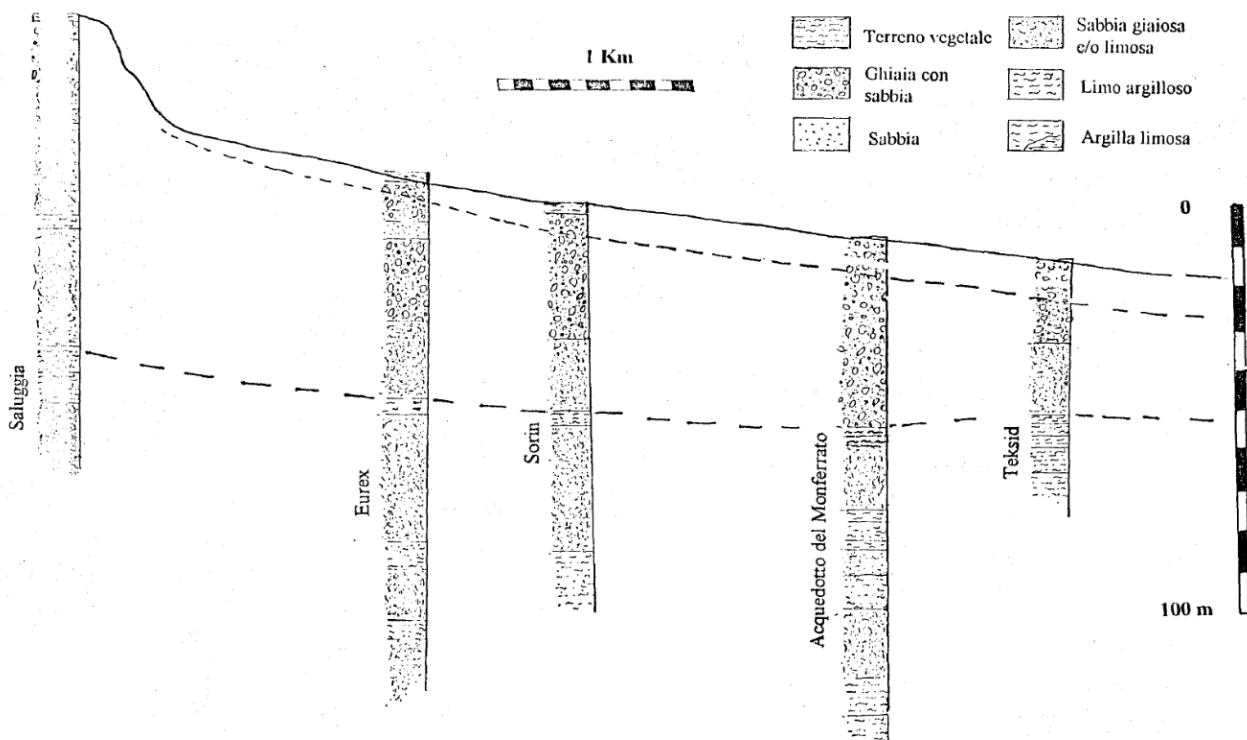 1 Km
Terreno vegetale
Ghiaia con
sabbia
Sabbia
Sabbia giaiosa
e/o limosa
Limo argilloso
Argilla limosa
0
100 m
Saluggia
Eurex
Sorin
Acquedotto del Monferrato
Teksid